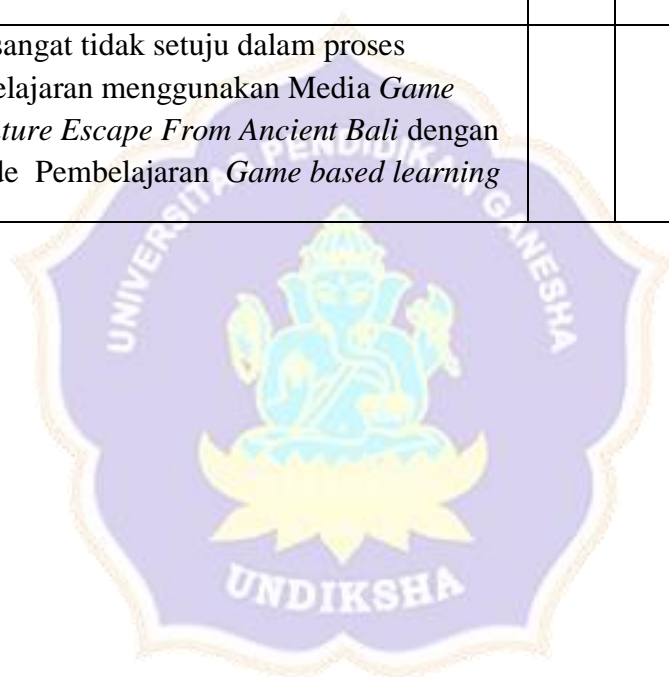 sangat tidak setuju dalam proses
elajaran menggunakan Media Game
ture Escape From Ancient Bali dengan
de Pembelajaran Game based learning
UNIVERSITAS PENDIDIKAN GANESHA
UNDIKSHA